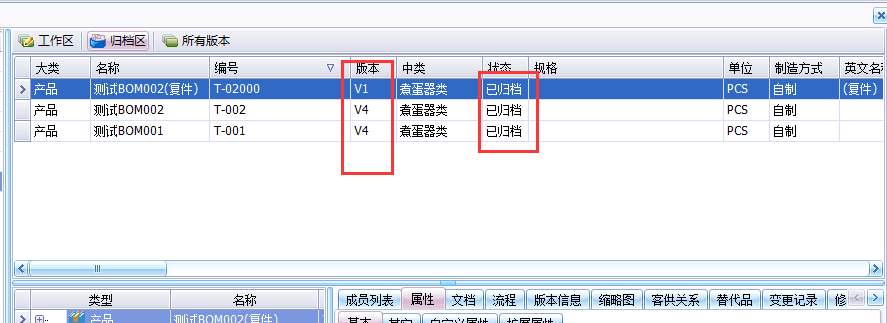 工作区 归档区 所有版本
大类 名称 编号 版本 中类 状态 规格 单位 制造方式 英文名称
产品 测试BOM002(复件) T-02000 V1 煮蛋器类 已归档 PCS 自制 (复件)
产品 测试BOM002 T-002 V4 煮蛋器类 已归档 PCS 自制
产品 测试BOM001 T-001 V4 煮蛋器类 已归档 PCS 自制
类型 名称 成员列表 属性 文档 流程 版本信息 缩略图 客供关系 替代品 变更记录 修
产品 测试BOM002(复件) 基本 其它 自定义属性 扩展属性